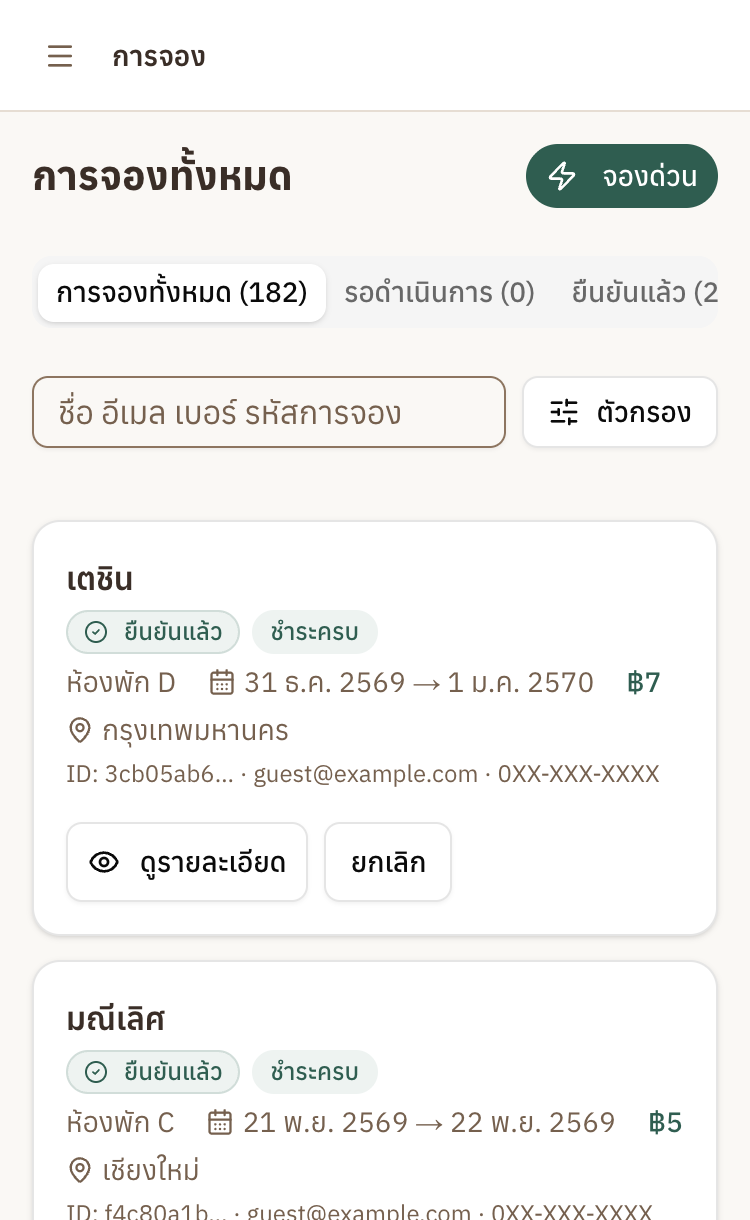 การจอง
การจองทั้งหมด
จองด่วน
การจองทั้งหมด (182) รอดำเนินการ (0) ยืนยันแล้ว (2
ชื่อ อีเมล เบอร์ รหัสการจอง
ตัวกรอง
เตชิน
ยืนยันแล้ว ชำระครบ
ห้องพัก D 31 ธ.ค. 2569 → 1 ม.ค. 2570 ฿7
กรุงเทพมหานคร
ID: 3cb05ab6... · guest@example.com · 0XX-XXX-XXXX
ดูรายละเอียด ยกเลิก
มณีเลิศ
ยืนยันแล้ว ชำระครบ
ห้องพัก C 21 พ.ย. 2569 → 22 พ.ย. 2569 ฿5
เชียงใหม่
ID: f4c80a1b... · guest@example.com · 0XX-XXX-XXXX